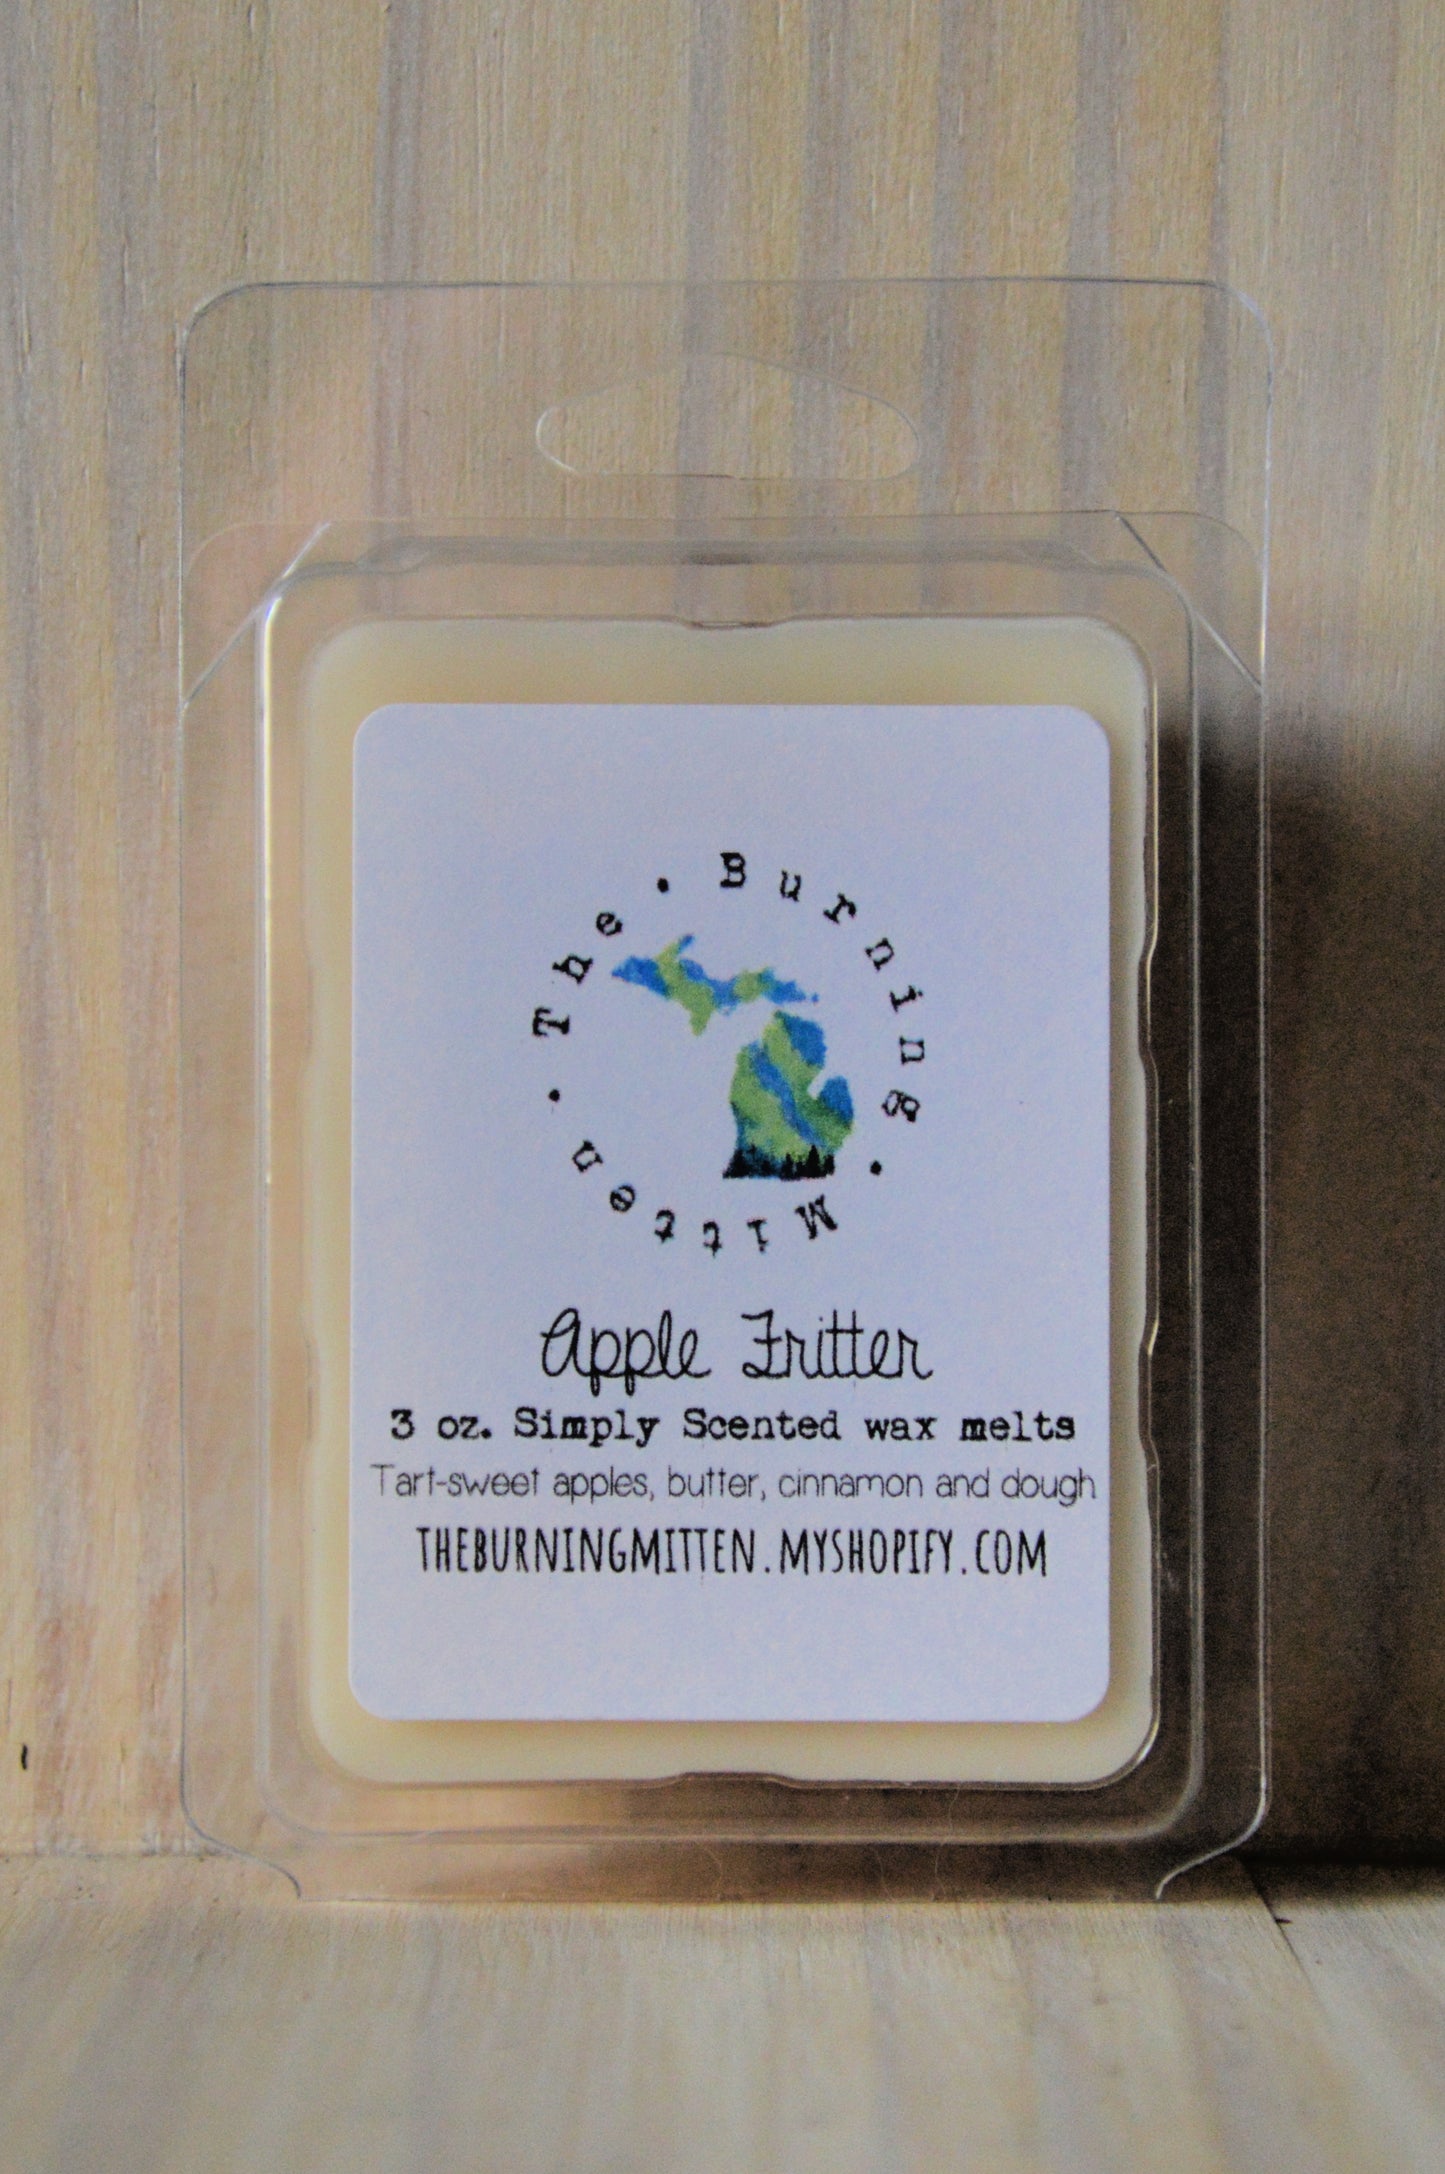 The • Burning • Mitten •
Apple Fritter
3 oz. Simply Scented wax melts
Tart-sweet apples, butter, cinnamon and dough
THEBURNINGMITTEN.MYSHOPIFY.COM